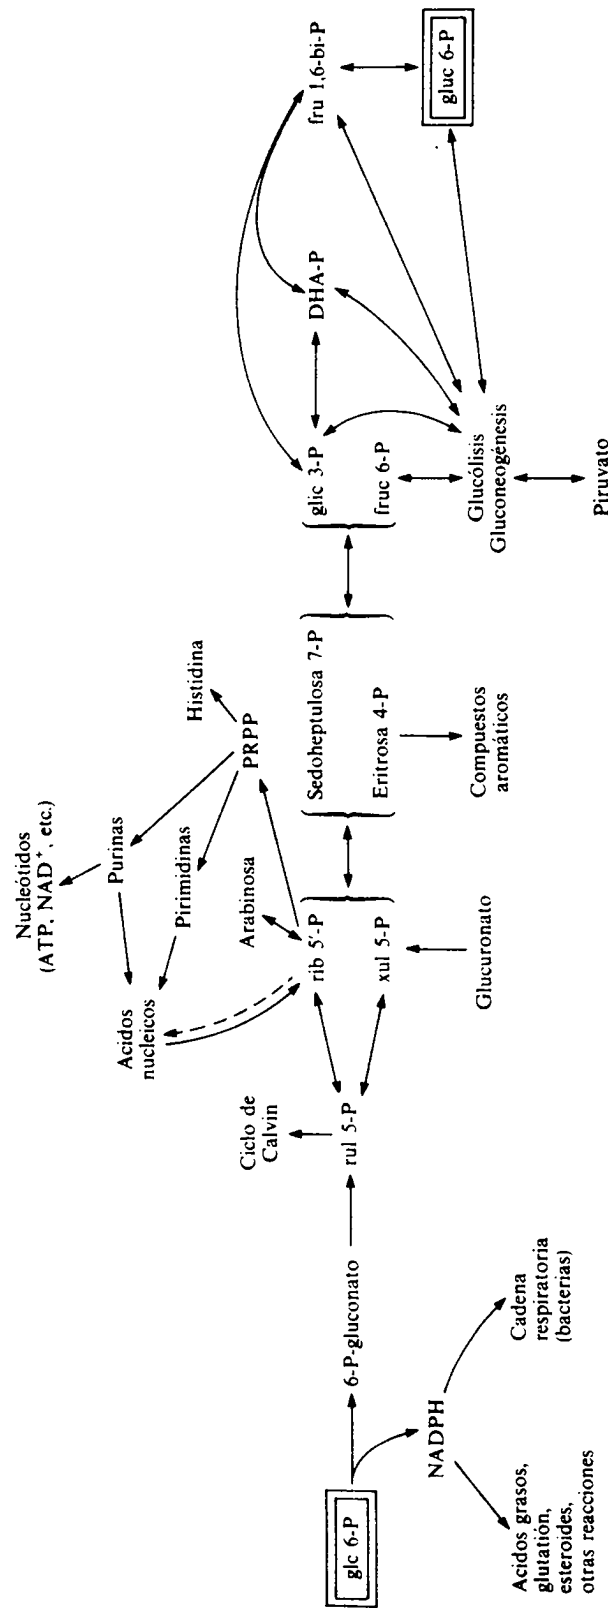 glc 6-P
6-P-gluconato
NADPH
Acidos grasos,
glutatión,
esteroides,
otras reacciones
Cadena
respiratoria
(bacterias)
rul 5-P
Ciclo de
Calvin
rib 5'-P
xul 5-P
Glucuronato
Arabinosa
Acidos
nucleicos
Pirimidinas
Purinas
Nucleótidos
(ATP, NAD⁺, etc.)
PRPP
Histidina
Sedoheptulosa 7-P
Eritrosa 4-P
Compuestos
aromáticos
glic 3-P
fruc 6-P
DHA-P
fru 1,6-bi-P
gluc 6-P
Glucólisis
Gluconeogénesis
Piruvato